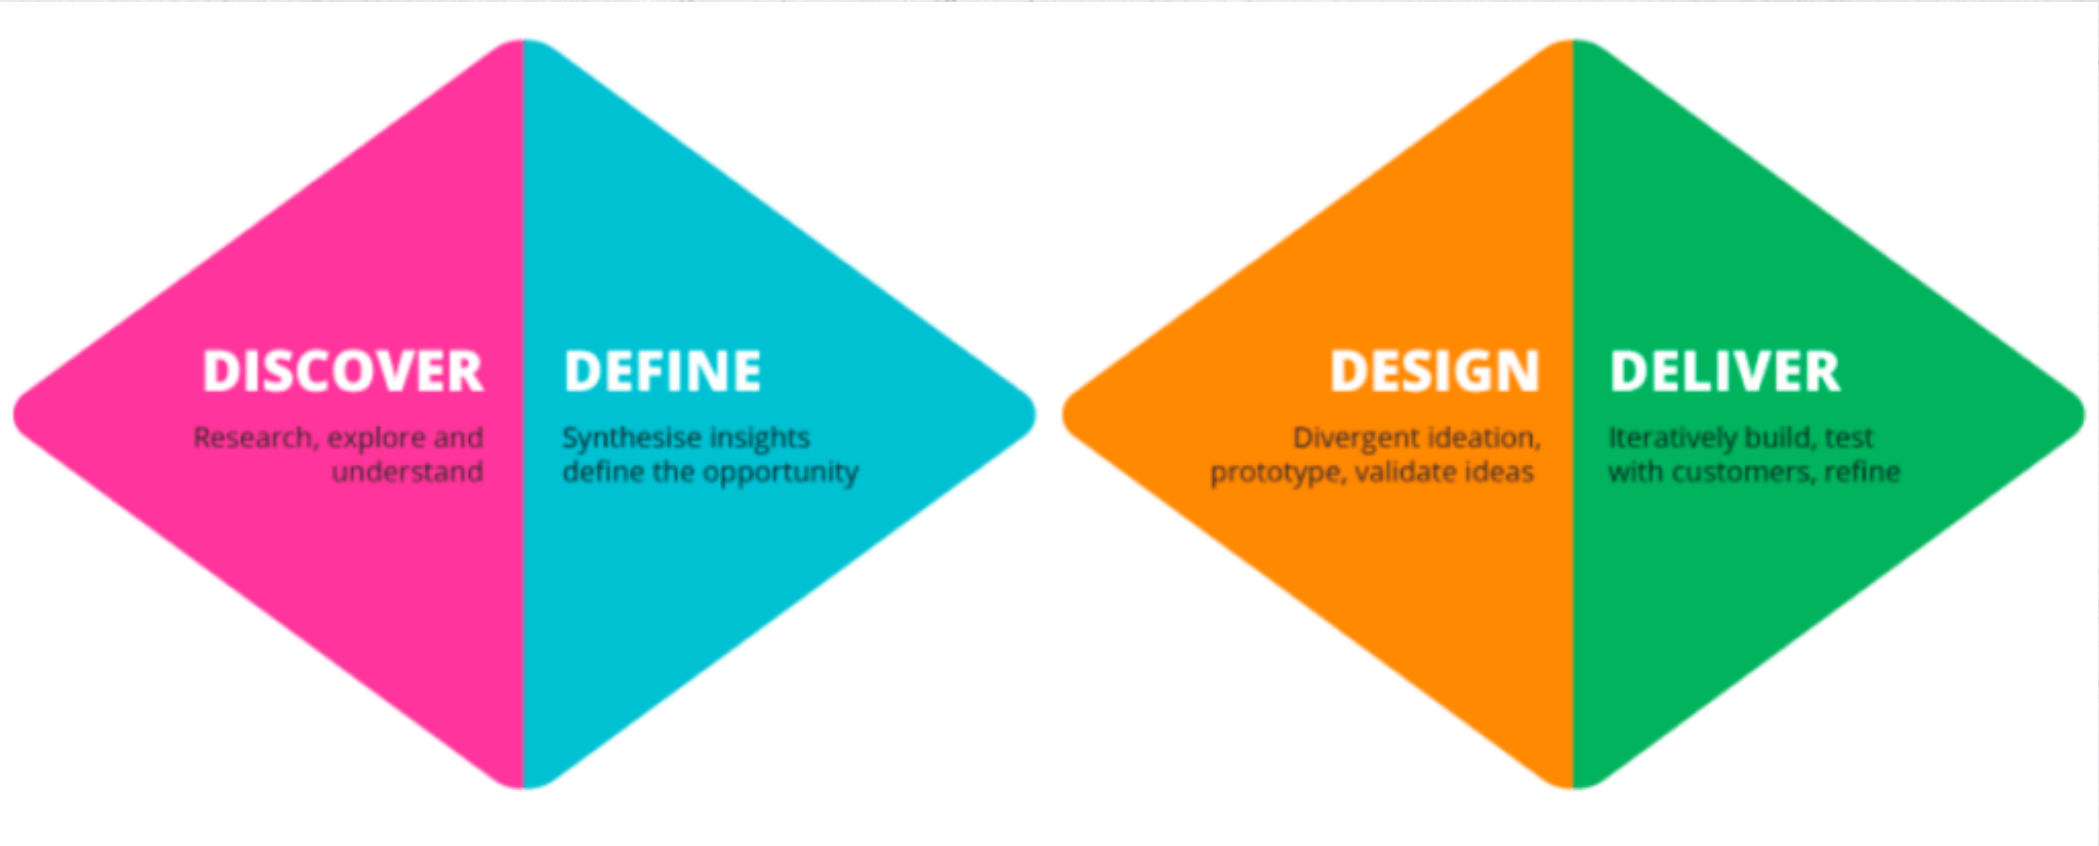 DISCOVER
Research, explore and
understand
DEFINE
Synthesise insights
define the opportunity
DESIGN
Divergent ideation,
prototype, validate ideas
DELIVER
Iteratively build, test
with customers, refine